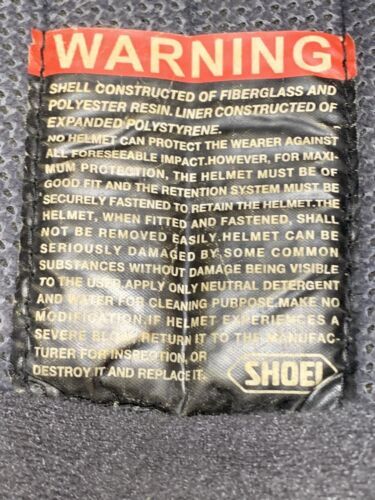 WARNING
SHELL CONSTRUCTED OF FIBERGLASS AND
POLYESTER RESIN. LINER CONSTRUCTED OF
EXPANDED POLYSTYRENE.
NO HELMET CAN PROTECT THE WEARER AGAINST
ALL FORESEEABLE IMPACT.HOWEVER, FOR MAXI-
MUM PROTECTION, THE HELMET MUST BE OF
GOOD FIT AND THE RETENTION SYSTEM MUST BE
SECURELY FASTENED TO RETAIN THE HELMET.THE
HELMET, WHEN FITTED AND FASTENED, SHALL
NOT BE REMOVED EASILY.HELMET CAN BE
SERIOUSLY DAMAGED BY SOME COMMON
SUBSTANCES WITHOUT DAMAGE BEING VISIBLE
TO THE USER.APPLY ONLY NEUTRAL DETERGENT
AND WATER FOR CLEANING PURPOSE.MAKE NO
MODIFICATION.IF HELMET EXPERIENCES A
SEVERE BLOW,RETURN IT TO THE MANUFAC-
TURER FOR INSPECTION, OR
DESTROY IT AND REPLACE IT.
SHOEI